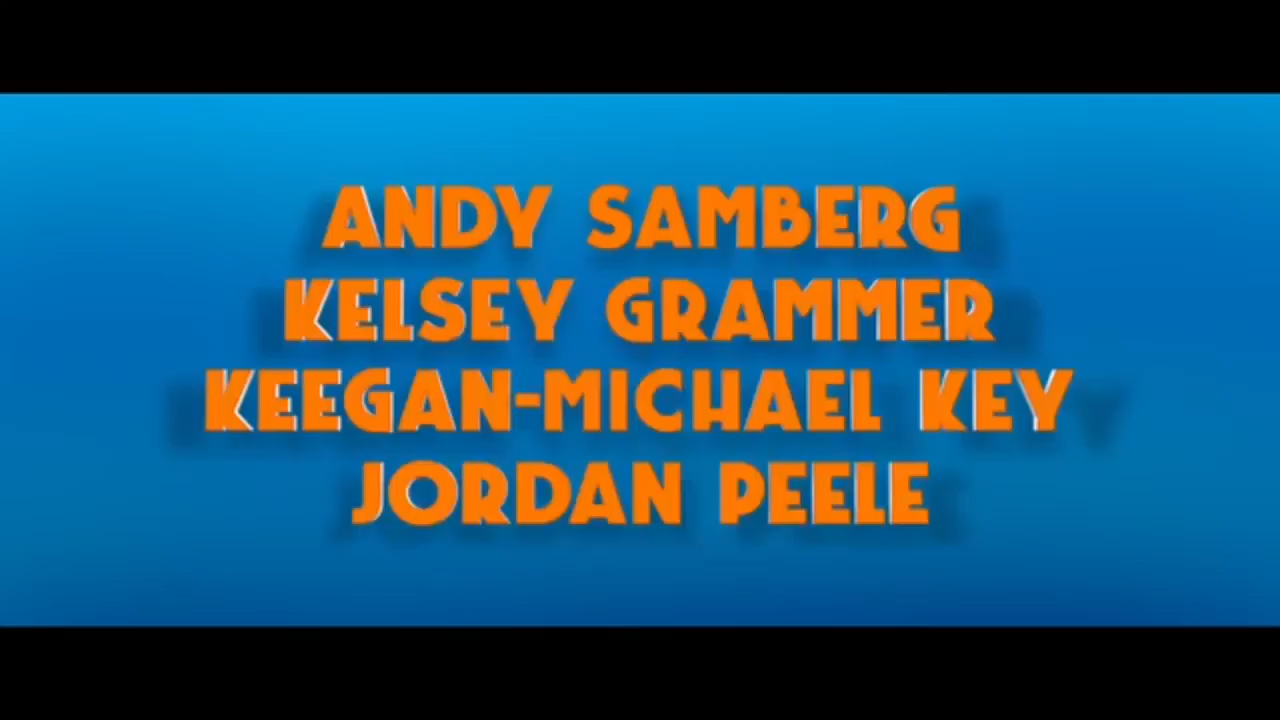 ANDY SAMBERG
KELSEY GRAMMER
KEEGAN-MICHAEL KEY
JORDAN PEELE